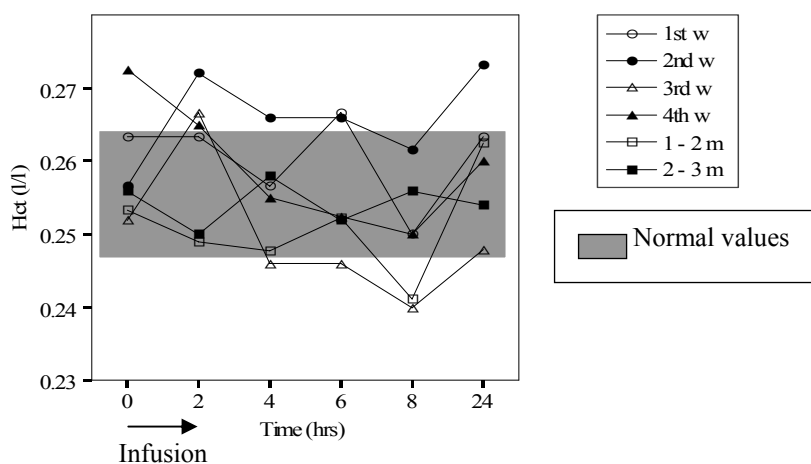 Hct (l/l)
0.27
0.26
0.25
0.24
0.23
0 2 4 6 8 24
Time (hrs)
Infusion
1st w
2nd w
3rd w
4th w
1 - 2 m
2 - 3 m
Normal values